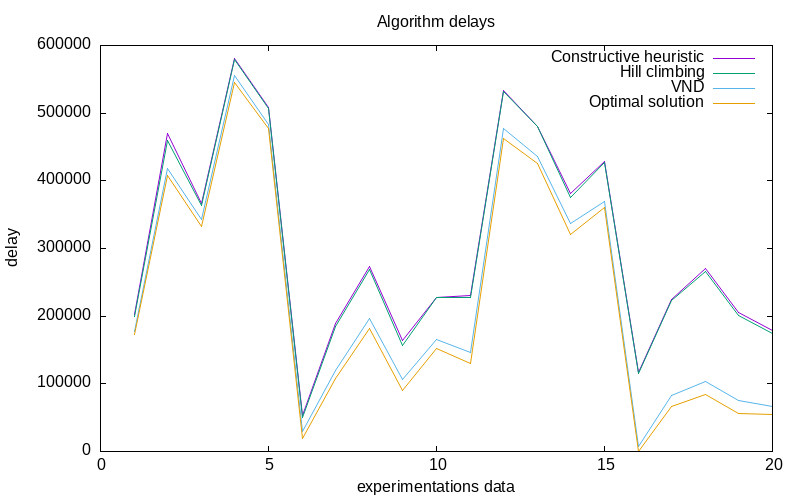 Algorithm delays
600000
500000
400000
300000
200000
100000
0
delay
Constructive heuristic
Hill climbing
VND
Optimal solution
0 5 10 15 20
experimentations data